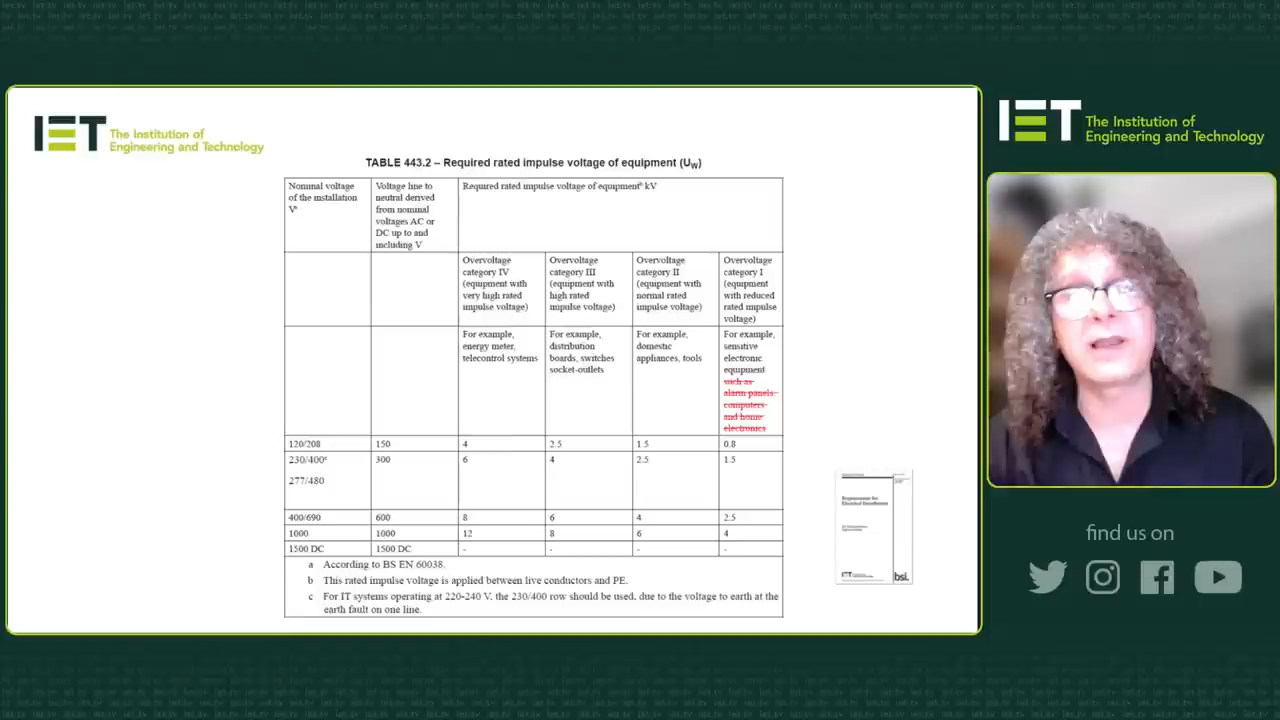 IET The Institution of
Engineering and Technology
TABLE 443.2 – Required rated impulse voltage of equipment (UW)
Nominal voltage
of the installation
Va
Voltage line to
neutral derived
from nominal
voltages AC or
DC up to and
including V
Required rated impulse voltage of equipmentb kV
Overvoltage
category IV
(equipment with
very high rated
impulse voltage)
Overvoltage
category III
(equipment with
high rated
impulse voltage)
Overvoltage
category II
(equipment with
normal rated
impulse voltage)
Overvoltage
category I
(equipment
with reduced
rated impulse
voltage)
For example,
energy meter,
telecontrol systems
For example,
distribution
boards, switches
socket-outlets
For example,
domestic
appliances, tools
For example,
sensitive
electronic
equipment
such as
alarm panels
computers
and home
electronics
120/208 150 4 2.5 1.5 0.8
230/400c 300 6 4 2.5 1.5
277/480
400/690 600 8 6 4 2.5
1000 1000 12 8 6 4
1500 DC 1500 DC - - - -
a According to BS EN 60038.
b This rated impulse voltage is applied between live conductors and PE.
c For IT systems operating at 220-240 V, the 230/400 row should be used, due to the voltage to earth at the
earth fault on one line.
Requirements for
Electrical Installations
IET
bsi.
IET The Institution of
Engineering and Technology
find us on